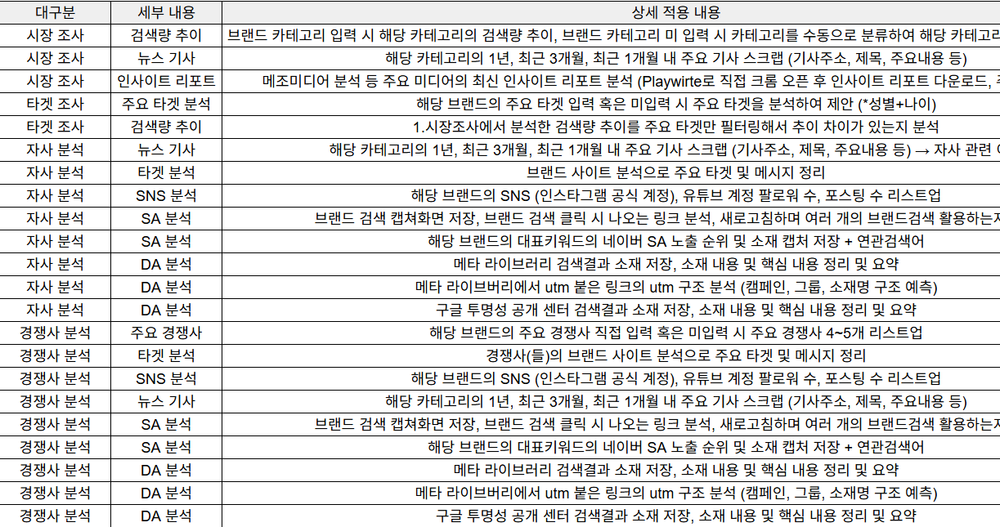 대구분 세부 내용 상세 적용 내용
시장 조사 검색량 추이 브랜드 카테고리 입력 시 해당 카테고리의 검색량 추이, 브랜드 카테고리 미 입력 시 카테고리를 수동으로 분류하여 해당 카테고리
시장 조사 뉴스 기사 해당 카테고리의 1년, 최근 3개월, 최근 1개월 내 주요 기사 스크랩 (기사주소, 제목, 주요내용 등)
시장 조사 인사이트 리포트 메조미디어 분석 등 주요 미디어의 최신 인사이트 리포트 분석 (Playwirte로 직접 크롬 오픈 후 인사이트 리포트 다운로드,
타겟 조사 주요 타겟 분석 해당 브랜드의 주요 타겟 입력 혹은 미입력 시 주요 타겟을 분석하여 제안 (*성별+나이)
타겟 조사 검색량 추이 1.시장조사에서 분석한 검색량 추이를 주요 타겟만 필터링해서 추이 차이가 있는지 분석
자사 분석 뉴스 기사 해당 카테고리의 1년, 최근 3개월, 최근 1개월 내 주요 기사 스크랩 (기사주소, 제목, 주요내용 등) → 자사 관련
자사 분석 타겟 분석 브랜드 사이트 분석으로 주요 타겟 및 메시지 정리
자사 분석 SNS 분석 해당 브랜드의 SNS (인스타그램 공식 계정), 유튜브 계정 팔로워 수, 포스팅 수 리스트업
자사 분석 SA 분석 브랜드 검색 캡쳐화면 저장, 브랜드 검색 클릭 시 나오는 링크 분석, 새로고침하며 여러 개의 브랜드검색 활용하는지
자사 분석 SA 분석 해당 브랜드의 대표키워드의 네이버 SA 노출 순위 및 소재 캡처 저장 + 연관검색어
자사 분석 DA 분석 메타 라이브러리 검색결과 소재 저장, 소재 내용 및 핵심 내용 정리 및 요약
자사 분석 DA 분석 메타 라이브버리에서 utm 붙은 링크의 utm 구조 분석 (캠페인, 그룹, 소재명 구조 예측)
자사 분석 DA 분석 구글 투명성 공개 센터 검색결과 소재 저장, 소재 내용 및 핵심 내용 정리 및 요약
경쟁사 분석 주요 경쟁사 해당 브랜드의 주요 경쟁사 직접 입력 혹은 미입력 시 주요 경쟁사 4~5개 리스트업
경쟁사 분석 타겟 분석 경쟁사(들)의 브랜드 사이트 분석으로 주요 타겟 및 메시지 정리
경쟁사 분석 SNS 분석 해당 브랜드의 SNS (인스타그램 공식 계정), 유튜브 계정 팔로워 수, 포스팅 수 리스트업
경쟁사 분석 뉴스 기사 해당 카테고리의 1년, 최근 3개월, 최근 1개월 내 주요 기사 스크랩 (기사주소, 제목, 주요내용 등)
경쟁사 분석 SA 분석 브랜드 검색 캡쳐화면 저장, 브랜드 검색 클릭 시 나오는 링크 분석, 새로고침하며 여러 개의 브랜드검색 활용하는지
경쟁사 분석 SA 분석 해당 브랜드의 대표키워드의 네이버 SA 노출 순위 및 소재 캡처 저장 + 연관검색어
경쟁사 분석 DA 분석 메타 라이브러리 검색결과 소재 저장, 소재 내용 및 핵심 내용 정리 및 요약
경쟁사 분석 DA 분석 메타 라이브버리에서 utm 붙은 링크의 utm 구조 분석 (캠페인, 그룹, 소재명 구조 예측)
경쟁사 분석 DA 분석 구글 투명성 공개 센터 검색결과 소재 저장, 소재 내용 및 핵심 내용 정리 및 요약